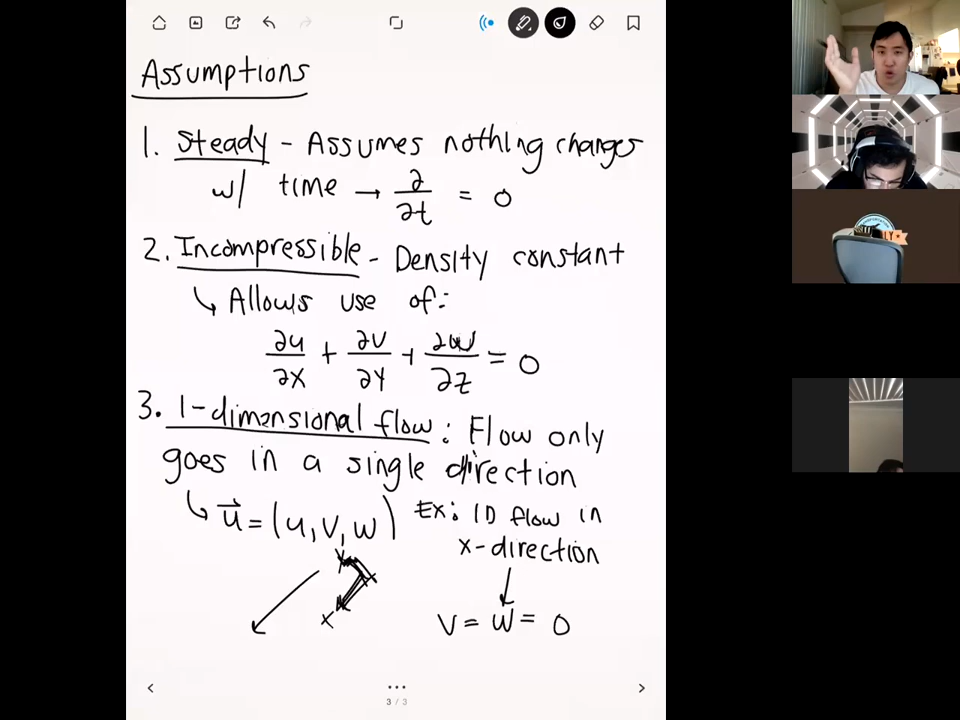 Assumptions
1. Steady - Assumes nothing changes
w/ time → ∂/∂t = 0
2. Incompressible - Density constant
↳ Allows use of:
∂u/∂x + ∂v/∂y + ∂w/∂z = 0
3. 1-dimensional flow: Flow only
goes in a single direction
↳ u⃗ = (u, v, w) Ex: 1D flow in
x-direction
↓
y
x
v = w = 0
3 / 3